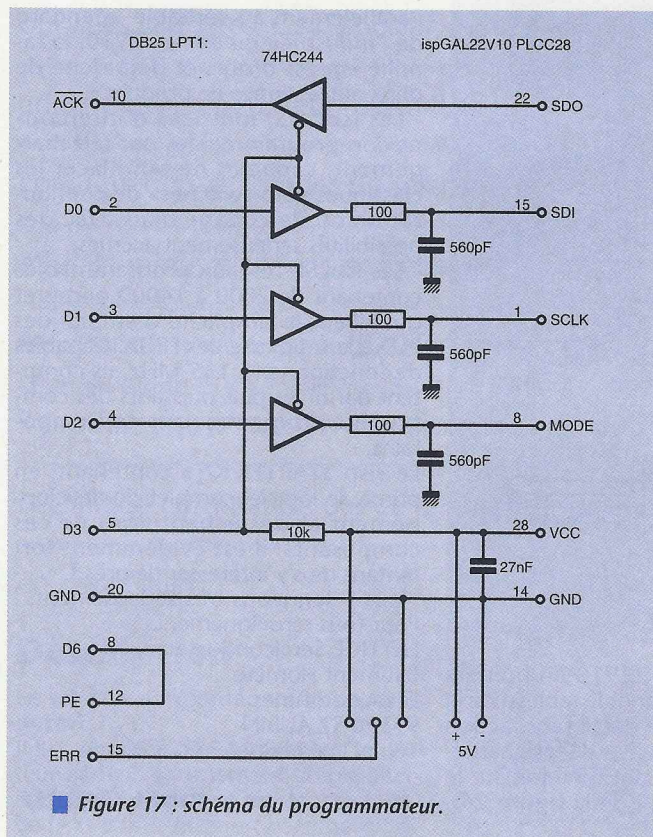 DB25 LPT1: 74HC244 ispGAL22V10 PLCC28
ACK 10 22 SDO
D0 2 100 15 SDI
560pF
D1 3 100 1 SCLK
560pF
D2 4 100 8 MODE
560pF
D3 5 10k 28 VCC
27nF
GND 20 14 GND
D6 8
PE 12
ERR 15
+ -
5V
Figure 17 : schéma du programmateur.